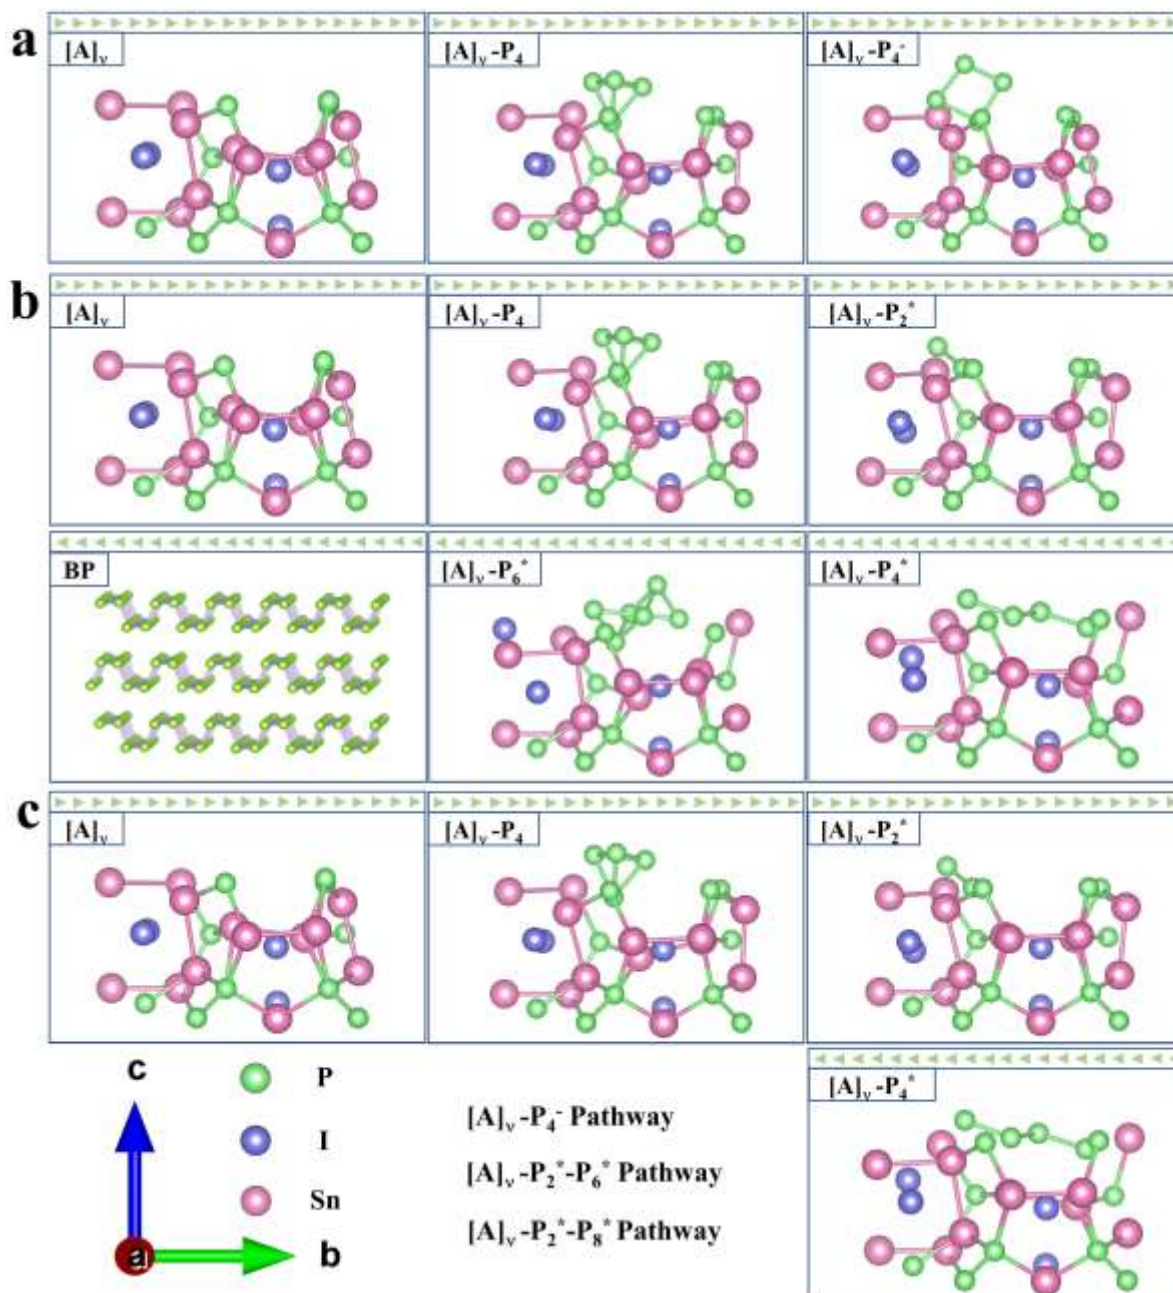 a
[A]ᵥ
[A]ᵥ-P₄
[A]ᵥ-P₄⁻
b
[A]ᵥ
[A]ᵥ-P₄
[A]ᵥ-P₂*
BP
[A]ᵥ-P₆*
[A]ᵥ-P₄*
c
[A]ᵥ
[A]ᵥ-P₄
[A]ᵥ-P₂*
[A]ᵥ-P₄*
c
P
I
Sn
a
b
[A]ᵥ-P₄⁻ Pathway
[A]ᵥ-P₂*-P₆* Pathway
[A]ᵥ-P₂*-P₈* Pathway